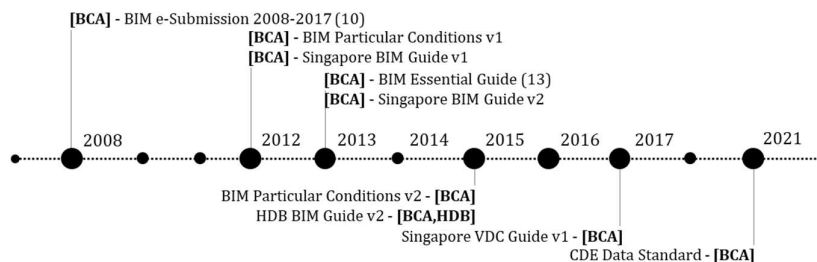 [BCA] - BIM e-Submission 2008-2017 (10)
[BCA] - BIM Particular Conditions v1
[BCA] - Singapore BIM Guide v1
[BCA] - BIM Essential Guide (13)
[BCA] - Singapore BIM Guide v2
2008 2012 2013 2014 2015 2016 2017 2021
BIM Particular Conditions v2 - [BCA]
HDB BIM Guide v2 - [BCA,HDB]
Singapore VDC Guide v1 - [BCA]
CDE Data Standard - [BCA]